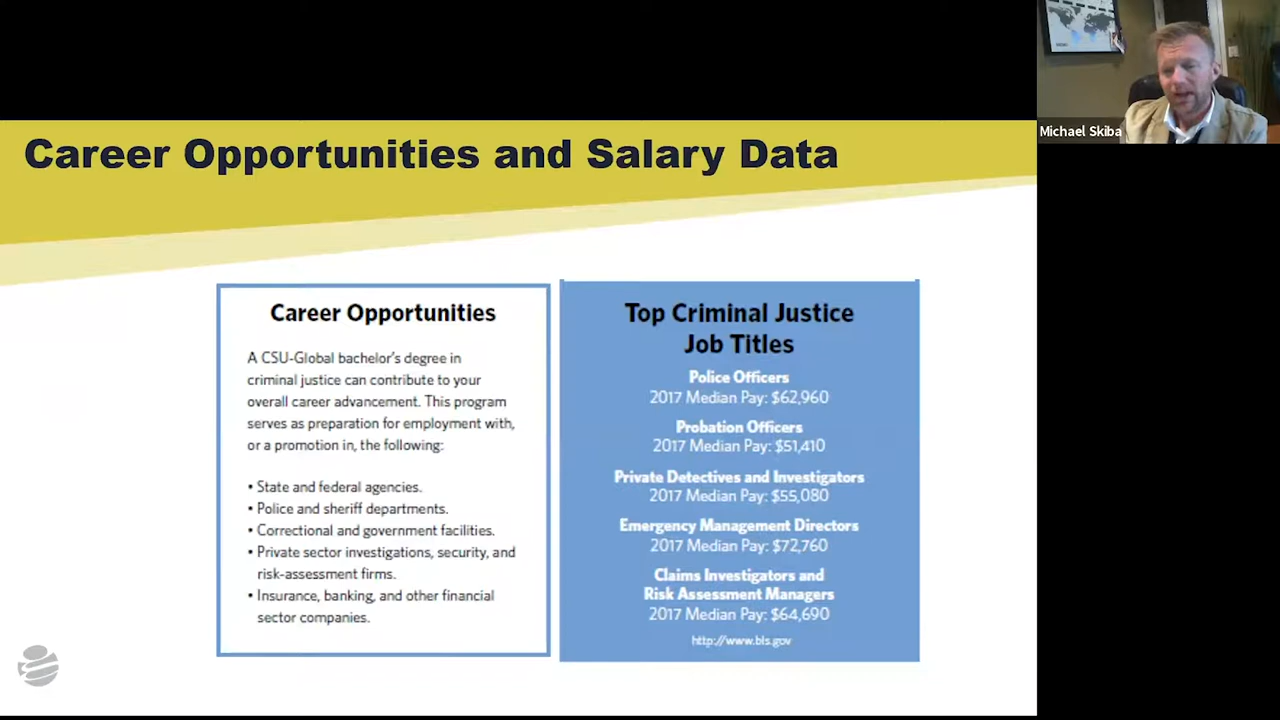 Michael Skiba
Career Opportunities and Salary Data
Career Opportunities
A CSU-Global bachelor's degree in
criminal justice can contribute to your
overall career advancement. This program
serves as preparation for employment with,
or a promotion in, the following:
• State and federal agencies.
• Police and sheriff departments.
• Correctional and government facilities.
• Private sector investigations, security, and
risk-assessment firms.
• Insurance, banking, and other financial
sector companies.
Top Criminal Justice
Job Titles
Police Officers
2017 Median Pay: $62,960
Probation Officers
2017 Median Pay: $51,410
Private Detectives and Investigators
2017 Median Pay: $55,080
Emergency Management Directors
2017 Median Pay: $72,760
Claims Investigators and
Risk Assessment Managers
2017 Median Pay: $64,690
http://www.bls.gov